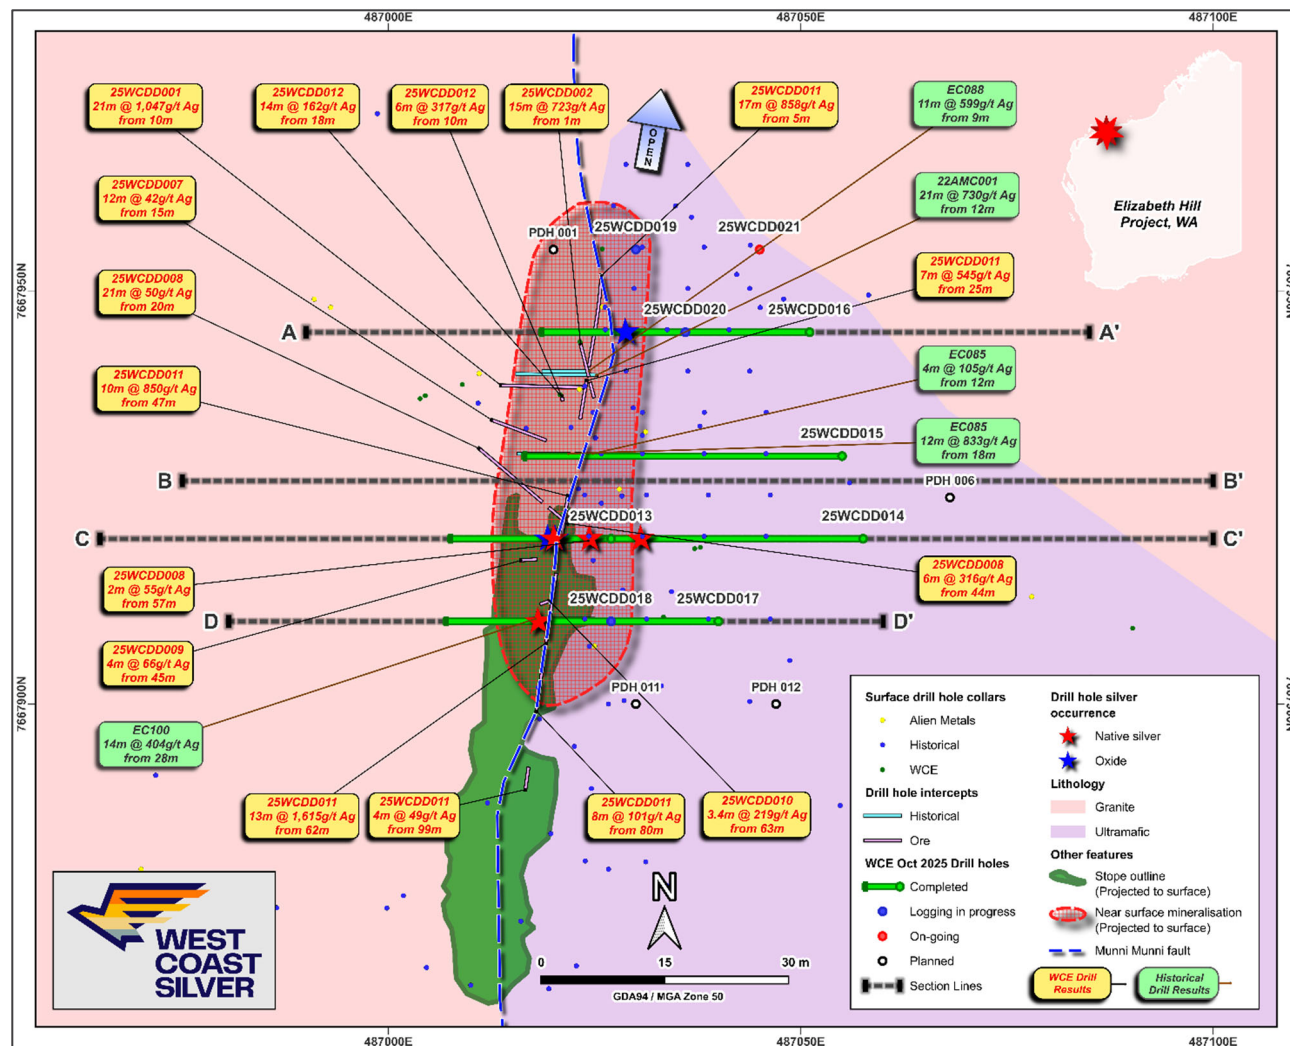 487000E
487050E
487100E
25WCDD001
21m @ 1,047g/t Ag
from 10m
25WCDD012
14m @ 162g/t Ag
from 18m
25WCDD012
6m @ 317g/t Ag
from 10m
25WCDD002
15m @ 723g/t Ag
from 1m
25WCDD011
17m @ 858g/t Ag
from 5m
EC088
11m @ 599g/t Ag
from 9m
OPEN
25WCDD007
12m @ 42g/t Ag
from 15m
22AMC001
21m @ 730g/t Ag
from 12m
Elizabeth Hill
Project, WA
PDH 001
25WCDD019
25WCDD021
25WCDD008
21m @ 50g/t Ag
from 20m
25WCDD011
7m @ 545g/t Ag
from 25m
7667950N
25WCDD020
25WCDD016
A
A'
25WCDD011
10m @ 850g/t Ag
from 47m
EC085
4m @ 105g/t Ag
from 12m
25WCDD015
EC085
12m @ 833g/t Ag
from 18m
B
B'
PDH 006
25WCDD013
25WCDD014
C
C'
25WCDD008
2m @ 55g/t Ag
from 57m
25WCDD008
6m @ 316g/t Ag
from 44m
25WCDD018
25WCDD017
D
D'
25WCDD009
4m @ 66g/t Ag
from 45m
PDH 011
PDH 012
7667900N
EC100
14m @ 404g/t Ag
from 28m
25WCDD011
13m @ 1,615g/t Ag
from 62m
25WCDD011
4m @ 49g/t Ag
from 99m
25WCDD011
8m @ 101g/t Ag
from 80m
25WCDD010
3.4m @ 219g/t Ag
from 63m
Surface drill hole collars
Alien Metals
Historical
WCE
Drill hole intercepts
Historical
Ore
WCE Oct 2025 Drill holes
Completed
Logging in progress
On-going
Planned
Section Lines
Drill hole silver
occurrence
Native silver
Oxide
Lithology
Granite
Ultramafic
Other features
Stope outline
(Projected to surface)
Near surface mineralisation
(Projected to surface)
Munni Munni fault
WCE Drill
Results
Historical
Drill Results
WEST
COAST
SILVER
N
0
15
30 m
GDA94 / MGA Zone 50
487000E
487050E
487100E